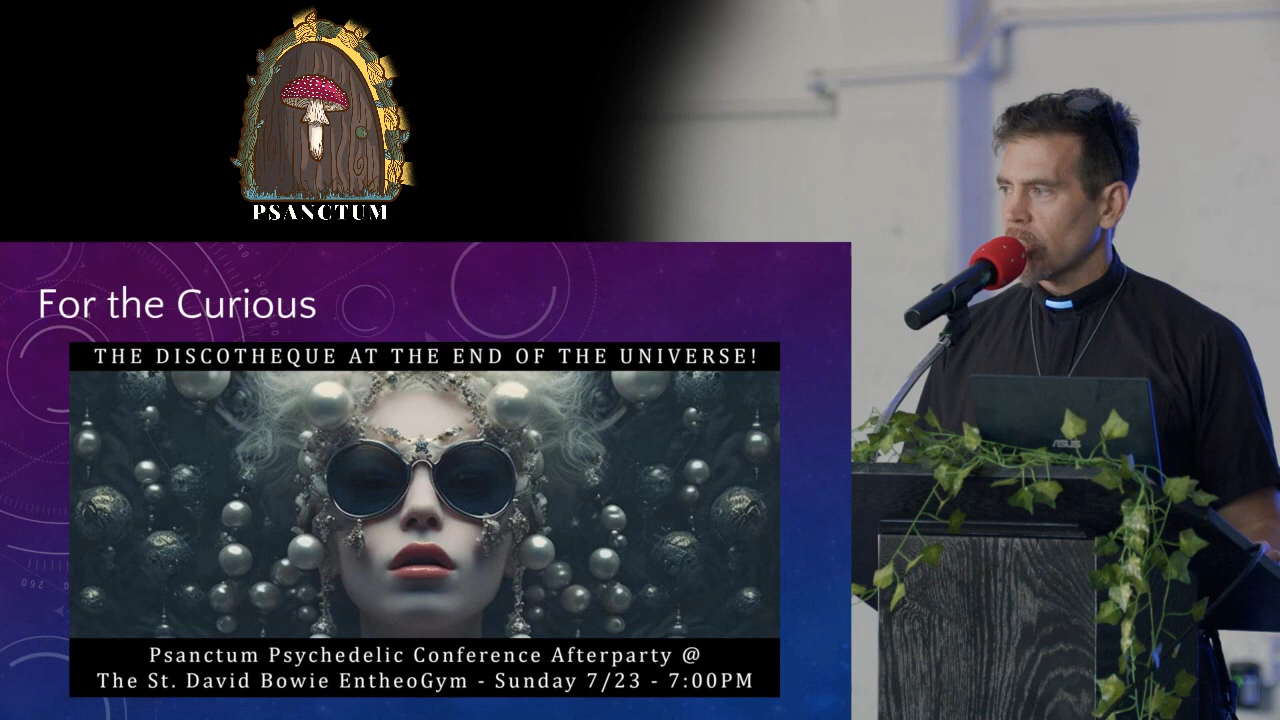 PSANCTUM
For the Curious
THE DISCOTHEQUE AT THE END OF THE UNIVERSE!
Psanctum Psychedelic Conference Afterparty @
The St. David Bowie EntheoGym - Sunday 7/23 - 7:00PM
ASUS
260